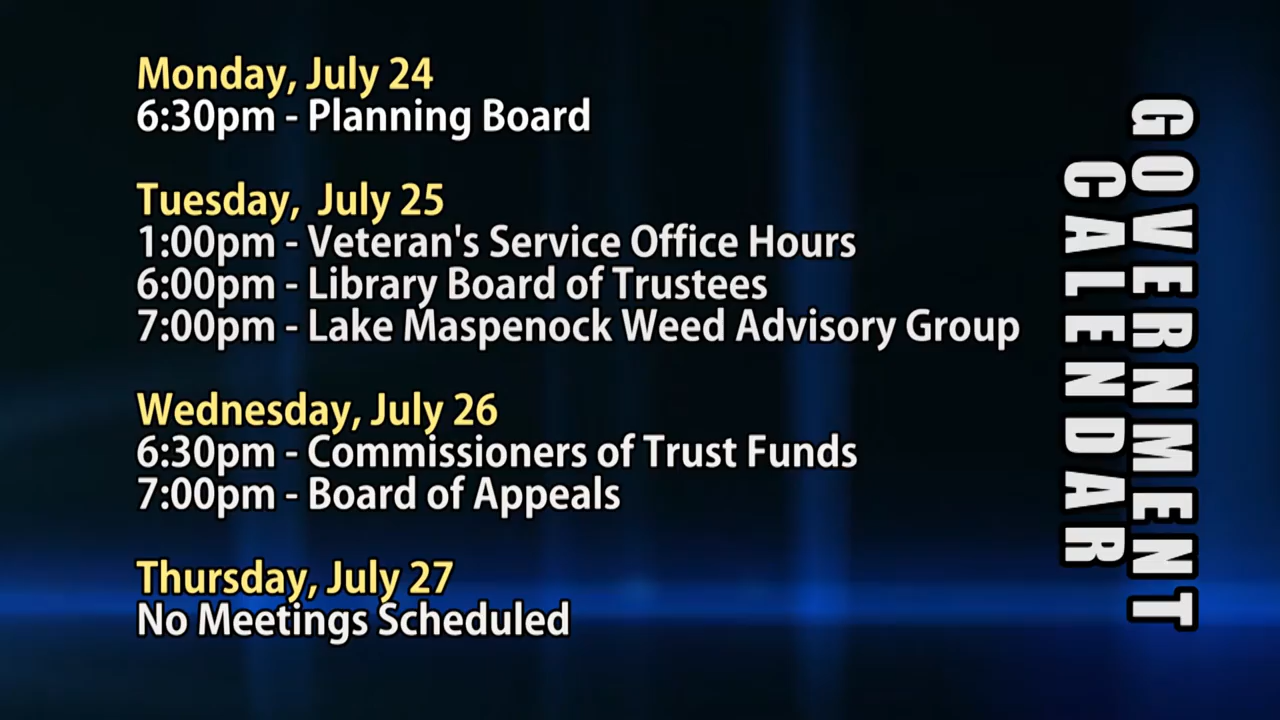 Monday, July 24
6:30pm - Planning Board
Tuesday,  July 25
1:00pm - Veteran's Service Office Hours
6:00pm - Library Board of Trustees
7:00pm - Lake Maspenock Weed Advisory Group
Wednesday, July 26
6:30pm - Commissioners of Trust Funds
7:00pm - Board of Appeals
Thursday, July 27
No Meetings Scheduled
GOVERNMENT
CALENDAR